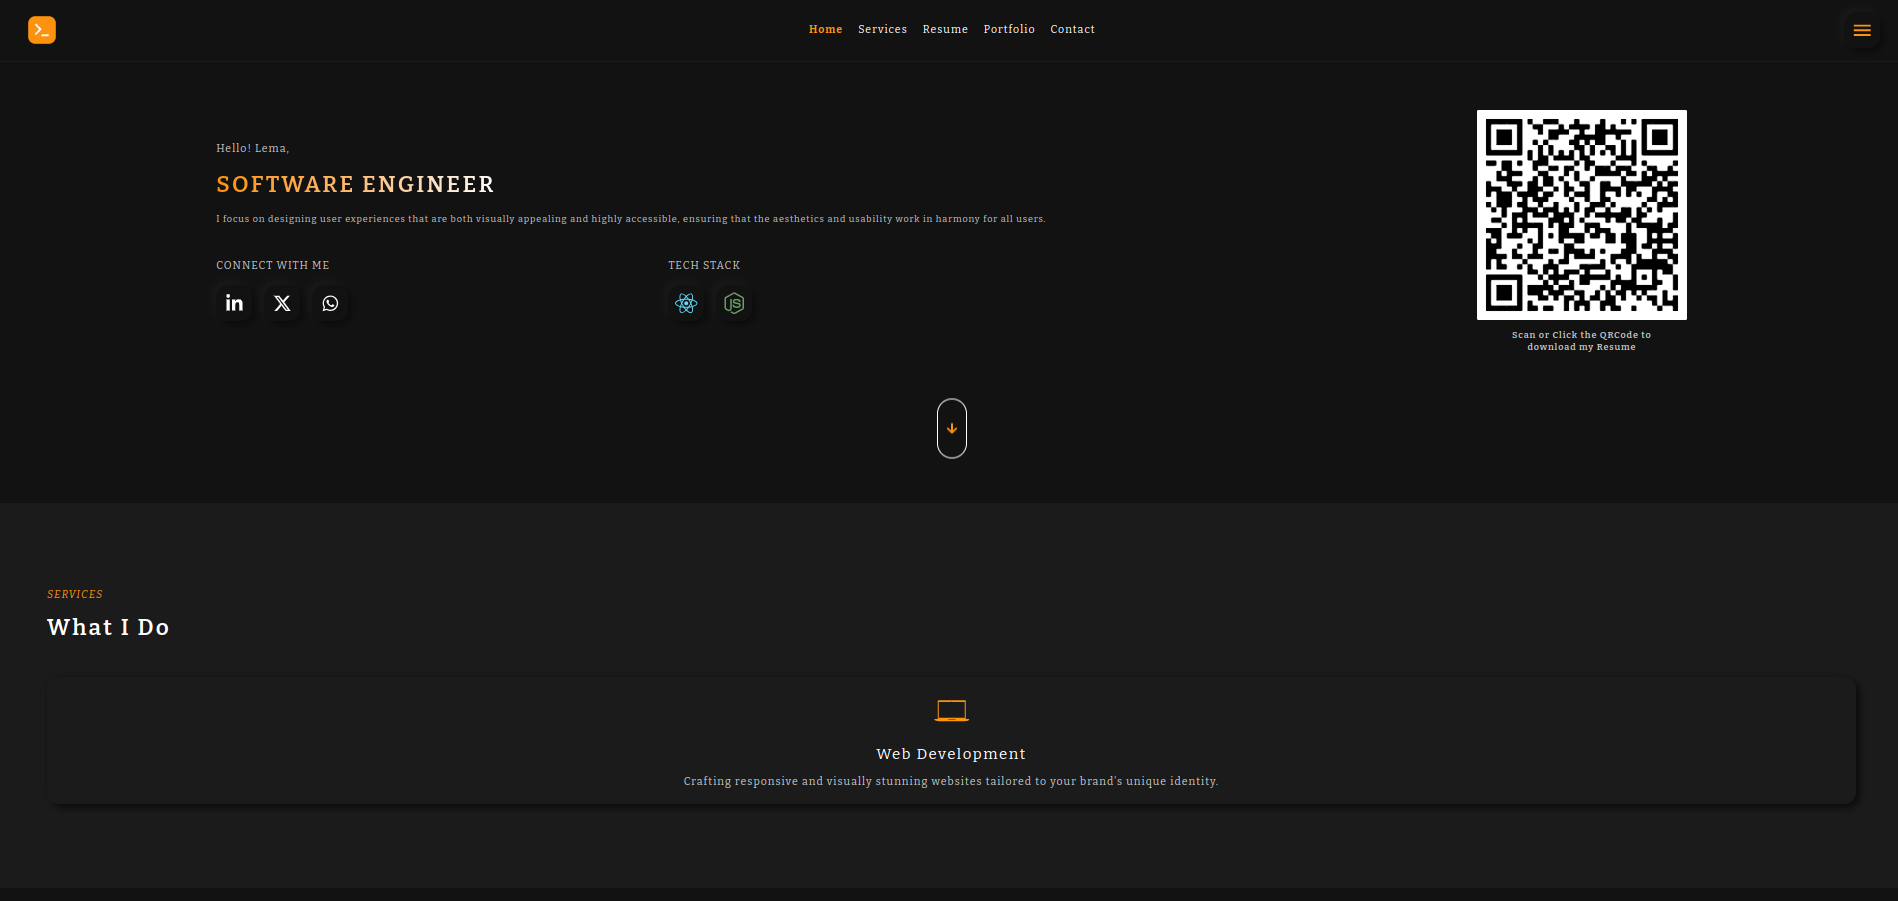 Home Services Resume Portfolio Contact
Hello! Lema,
SOFTWARE ENGINEER
I focus on designing user experiences that are both visually appealing and highly accessible, ensuring that the aesthetics and usability work in harmony for all users.
CONNECT WITH ME
TECH STACK
in
X
JS
Scan or Click the QRCode to
download my Resume
SERVICES
What I Do
Web Development
Crafting responsive and visually stunning websites tailored to your brand's unique identity.